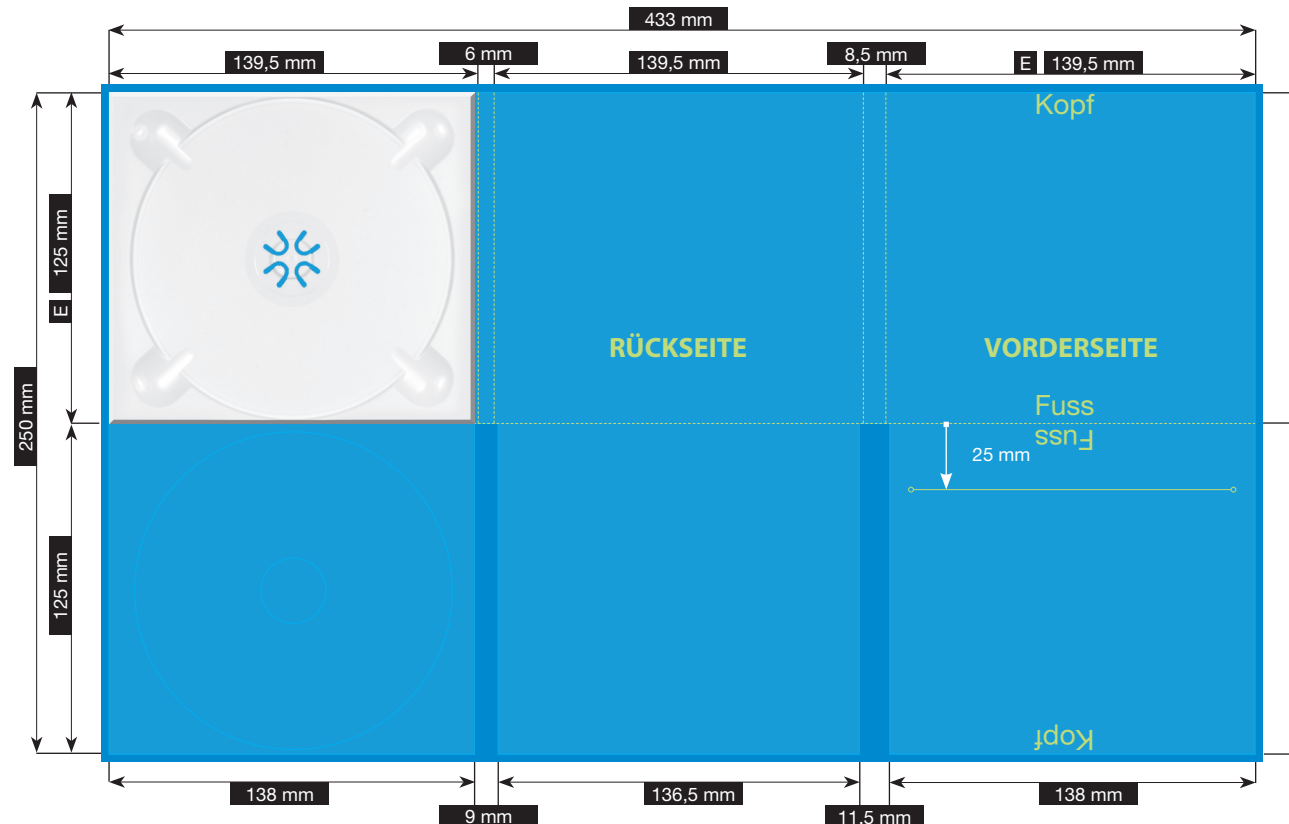 433 mm
139,5 mm
6 mm
139,5 mm
8,5 mm
E 139,5 mm
Kopf
E 125 mm
250 mm
RÜCKSEITE
VORDERSEITE
Fuss
Fuss
25 mm
125 mm
Kopf
138 mm
9 mm
136,5 mm
11,5 mm
138 mm